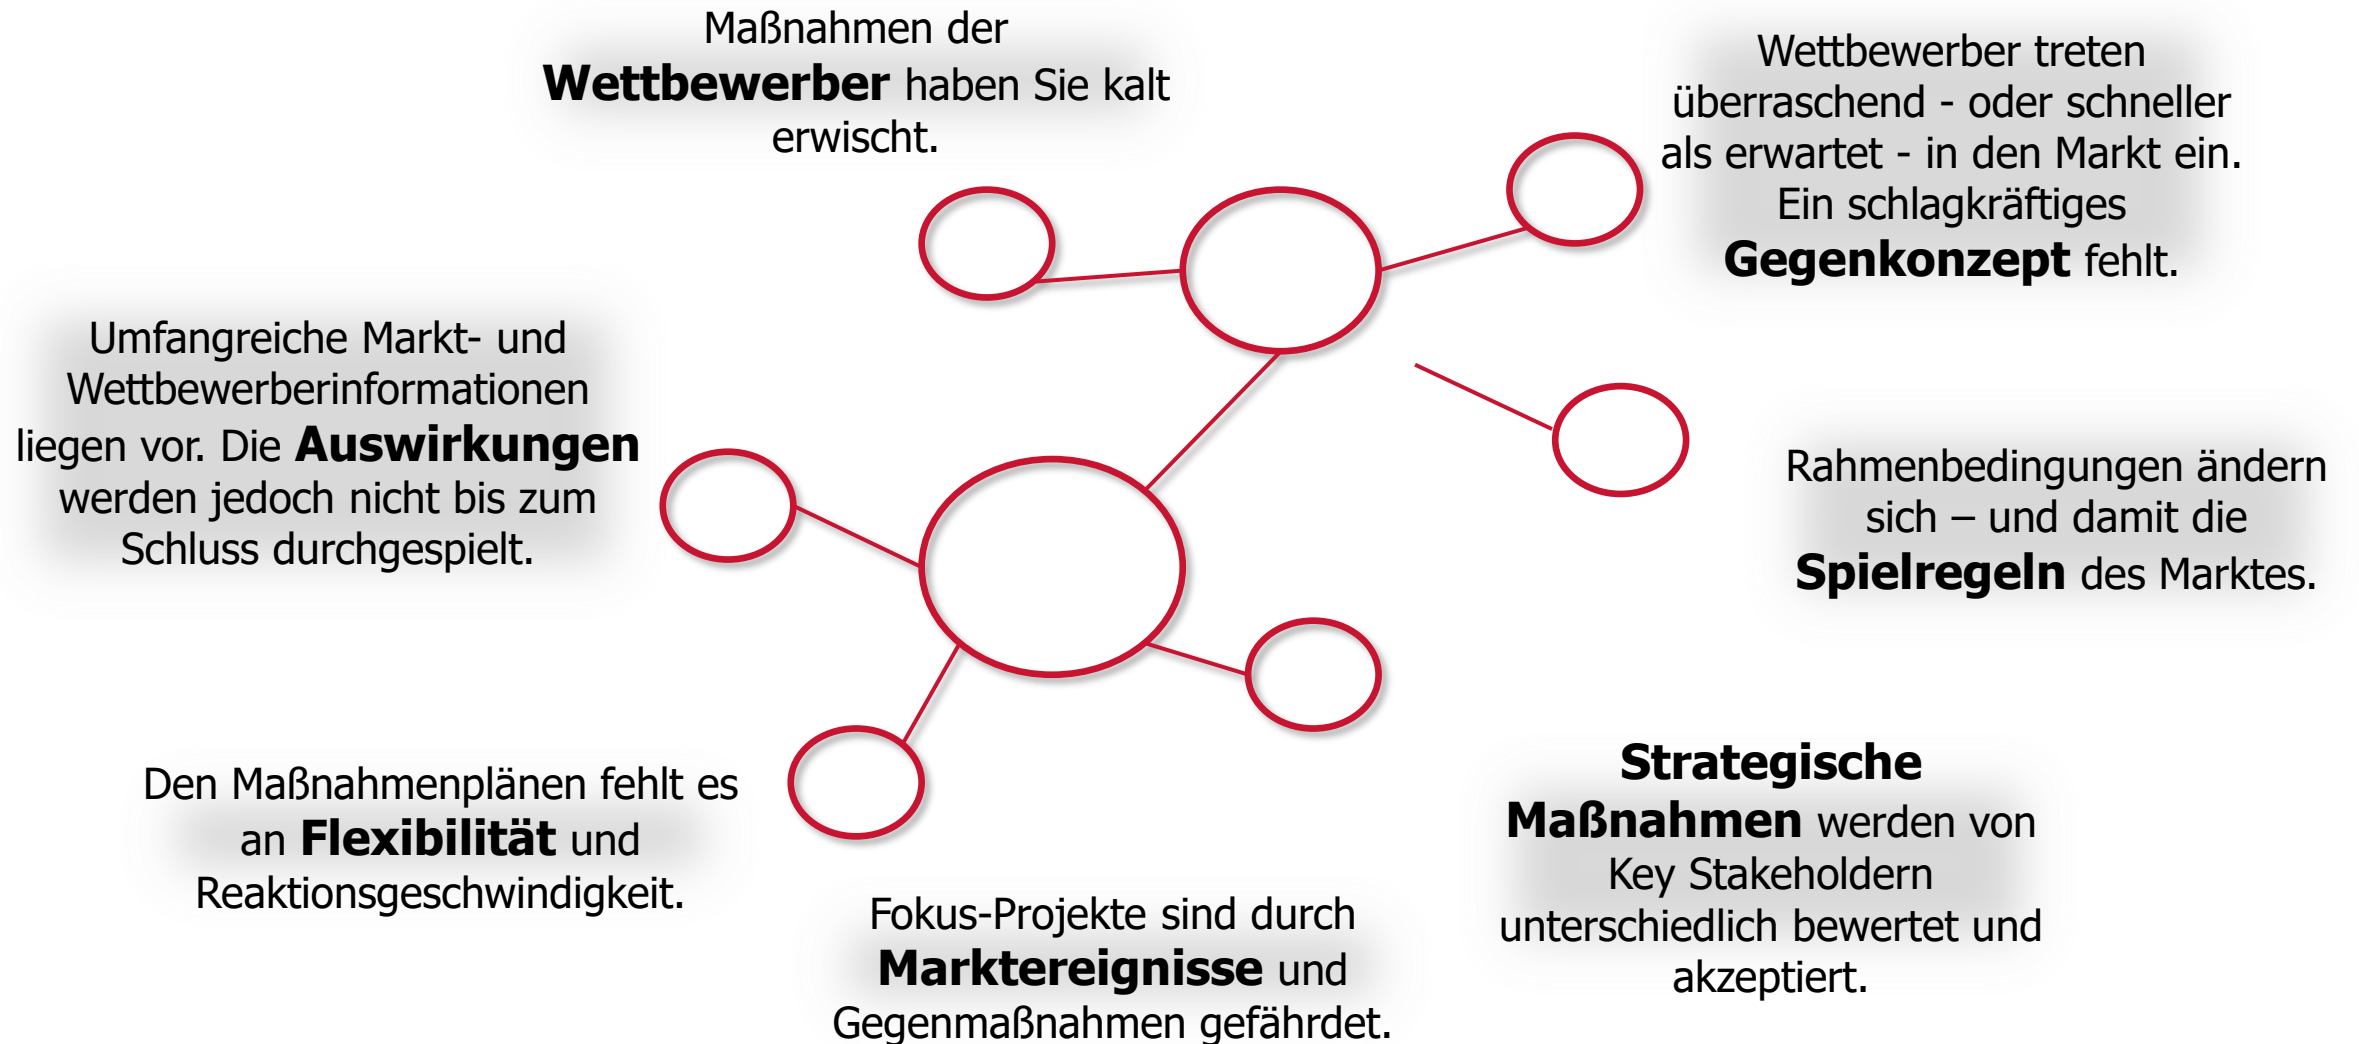 Maßnahmen der
Wettbewerber haben Sie kalt
erwischt.
Wettbewerber treten
überraschend - oder schneller
als erwartet - in den Markt ein.
Ein schlagkräftiges
Gegenkonzept fehlt.
Umfangreiche Markt- und
Wettbewerberinformationen
liegen vor. Die Auswirkungen
werden jedoch nicht bis zum
Schluss durchgespielt.
Rahmenbedingungen ändern
sich – und damit die
Spielregeln des Marktes.
Den Maßnahmenplänen fehlt es
an Flexibilität und
Reaktionsgeschwindigkeit.
Strategische
Maßnahmen werden von
Key Stakeholdern
unterschiedlich bewertet und
akzeptiert.
Fokus-Projekte sind durch
Marktereignisse und
Gegenmaßnahmen gefährdet.